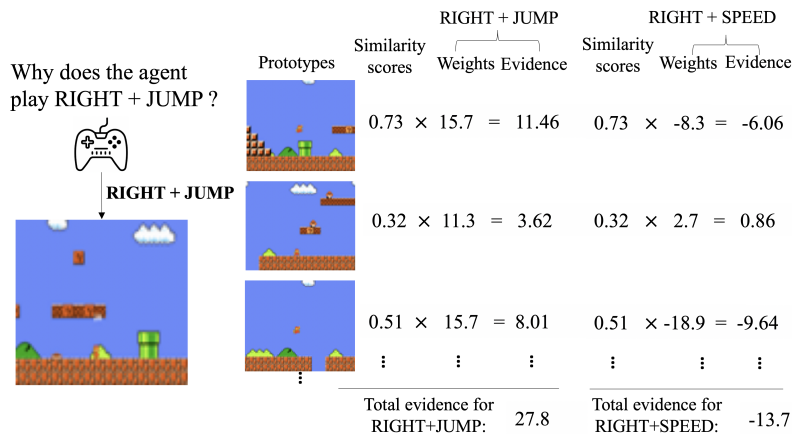 RIGHT + JUMP
RIGHT + SPEED
Prototypes
Similarity scores
Weights Evidence
Similarity scores
Weights Evidence
Why does the agent
play RIGHT + JUMP ?
RIGHT + JUMP
0.73 × 15.7 = 11.46
0.73 × -8.3 = -6.06
0.32 × 11.3 = 3.62
0.32 × 2.7 = 0.86
0.51 × 15.7 = 8.01
0.51 × -18.9 = -9.64
Total evidence for
RIGHT+JUMP: 27.8
Total evidence for
RIGHT+SPEED: -13.7